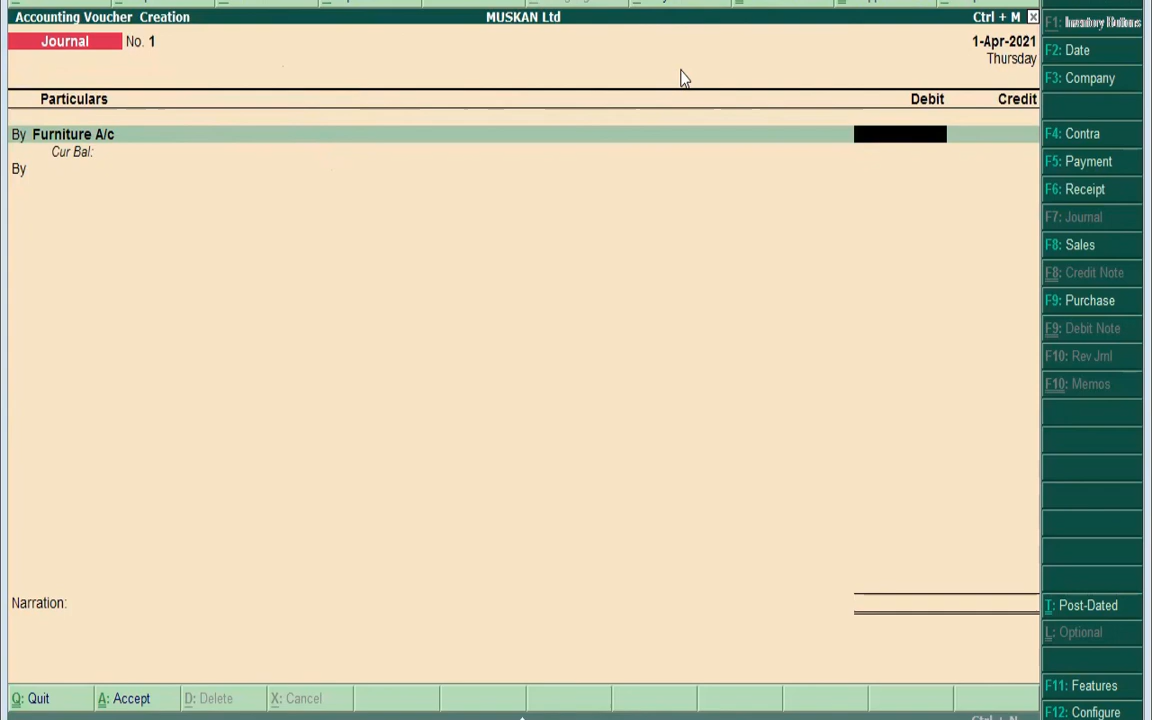 Accounting Voucher Creation MUSKAN Ltd Ctrl + M
Journal No. 1 1-Apr-2021
Thursday
Particulars Debit Credit
By Furniture A/c
Cur Bal:
By
Narration:
Q: Quit A: Accept D: Delete X: Cancel
F2: Date
F3: Company
F4: Contra
F5: Payment
F6: Receipt
F7: Journal
F8: Sales
F8: Credit Note
F9: Purchase
F9: Debit Note
F10: Rev Jrnl
F10: Memos
T: Post-Dated
L: Optional
F11: Features
F12: Configure
Ctrl + N